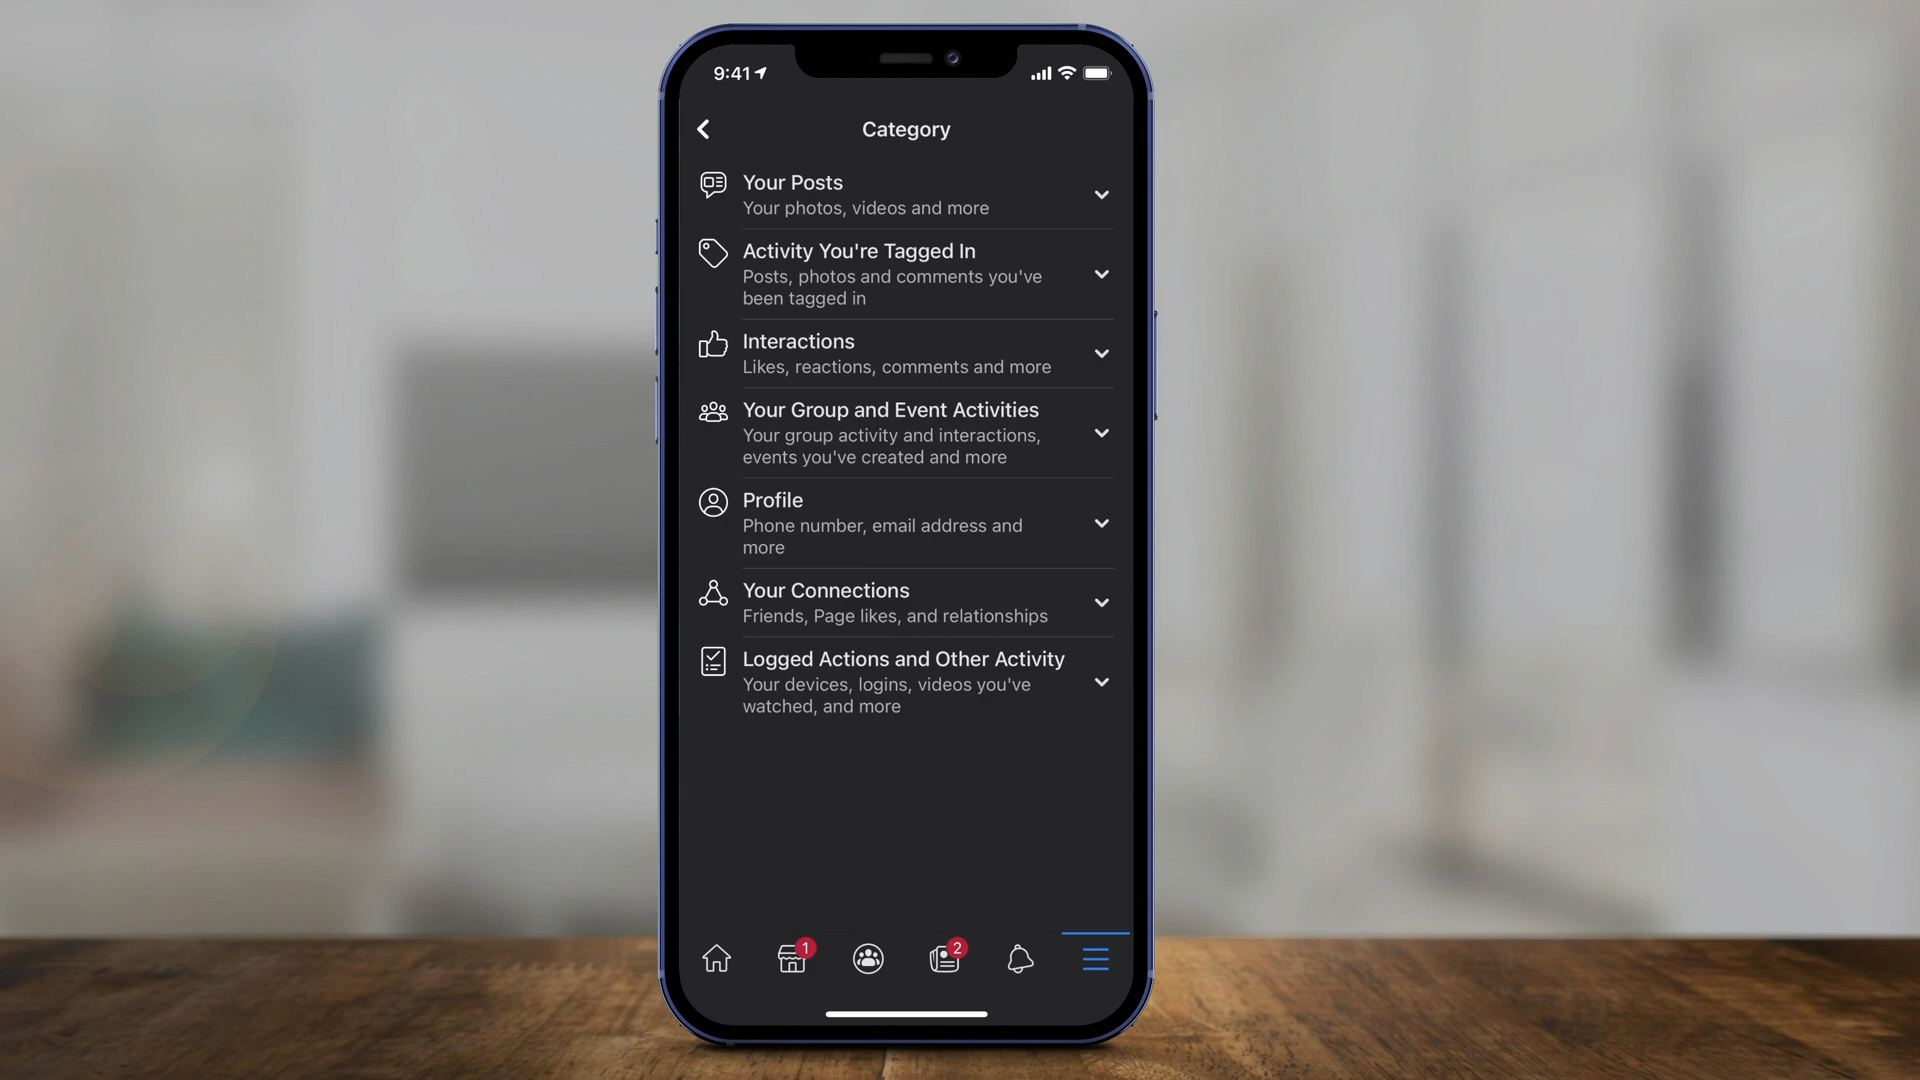 9:41
Category
Your Posts
Your photos, videos and more
Activity You're Tagged In
Posts, photos and comments you've
been tagged in
Interactions
Likes, reactions, comments and more
Your Group and Event Activities
Your group activity and interactions,
events you've created and more
Profile
Phone number, email address and
more
Your Connections
Friends, Page likes, and relationships
Logged Actions and Other Activity
Your devices, logins, videos you've
watched, and more
1
2